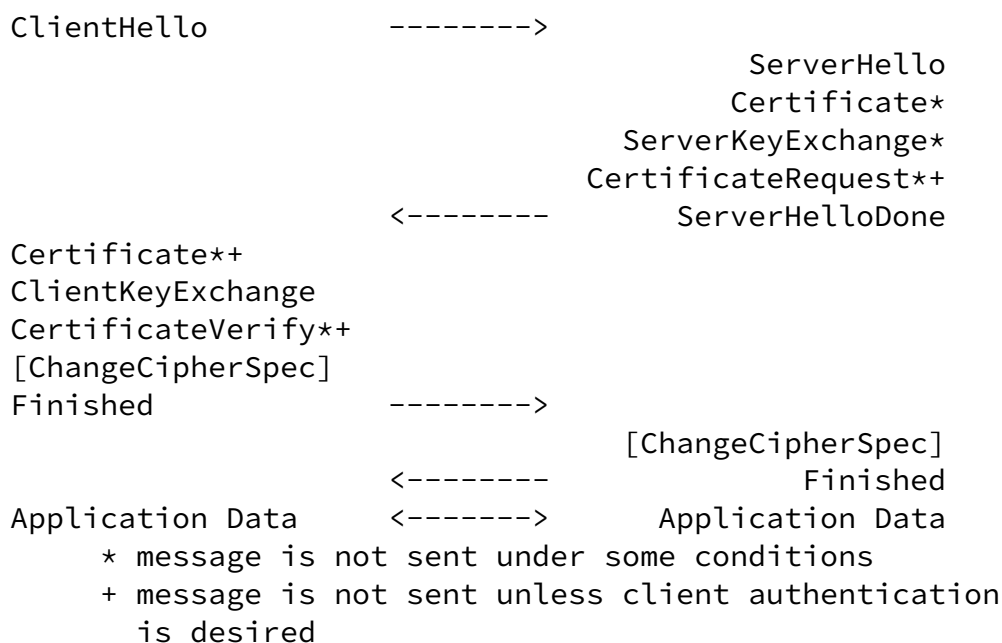 ClientHello -------->
ServerHello
Certificate*
ServerKeyExchange*
CertificateRequest*+
<-------- ServerHelloDone
Certificate*+
ClientKeyExchange
CertificateVerify*+
[ChangeCipherSpec]
Finished -------->
[ChangeCipherSpec]
<-------- Finished
Application Data <-------> Application Data
* message is not sent under some conditions
+ message is not sent unless client authentication
is desired